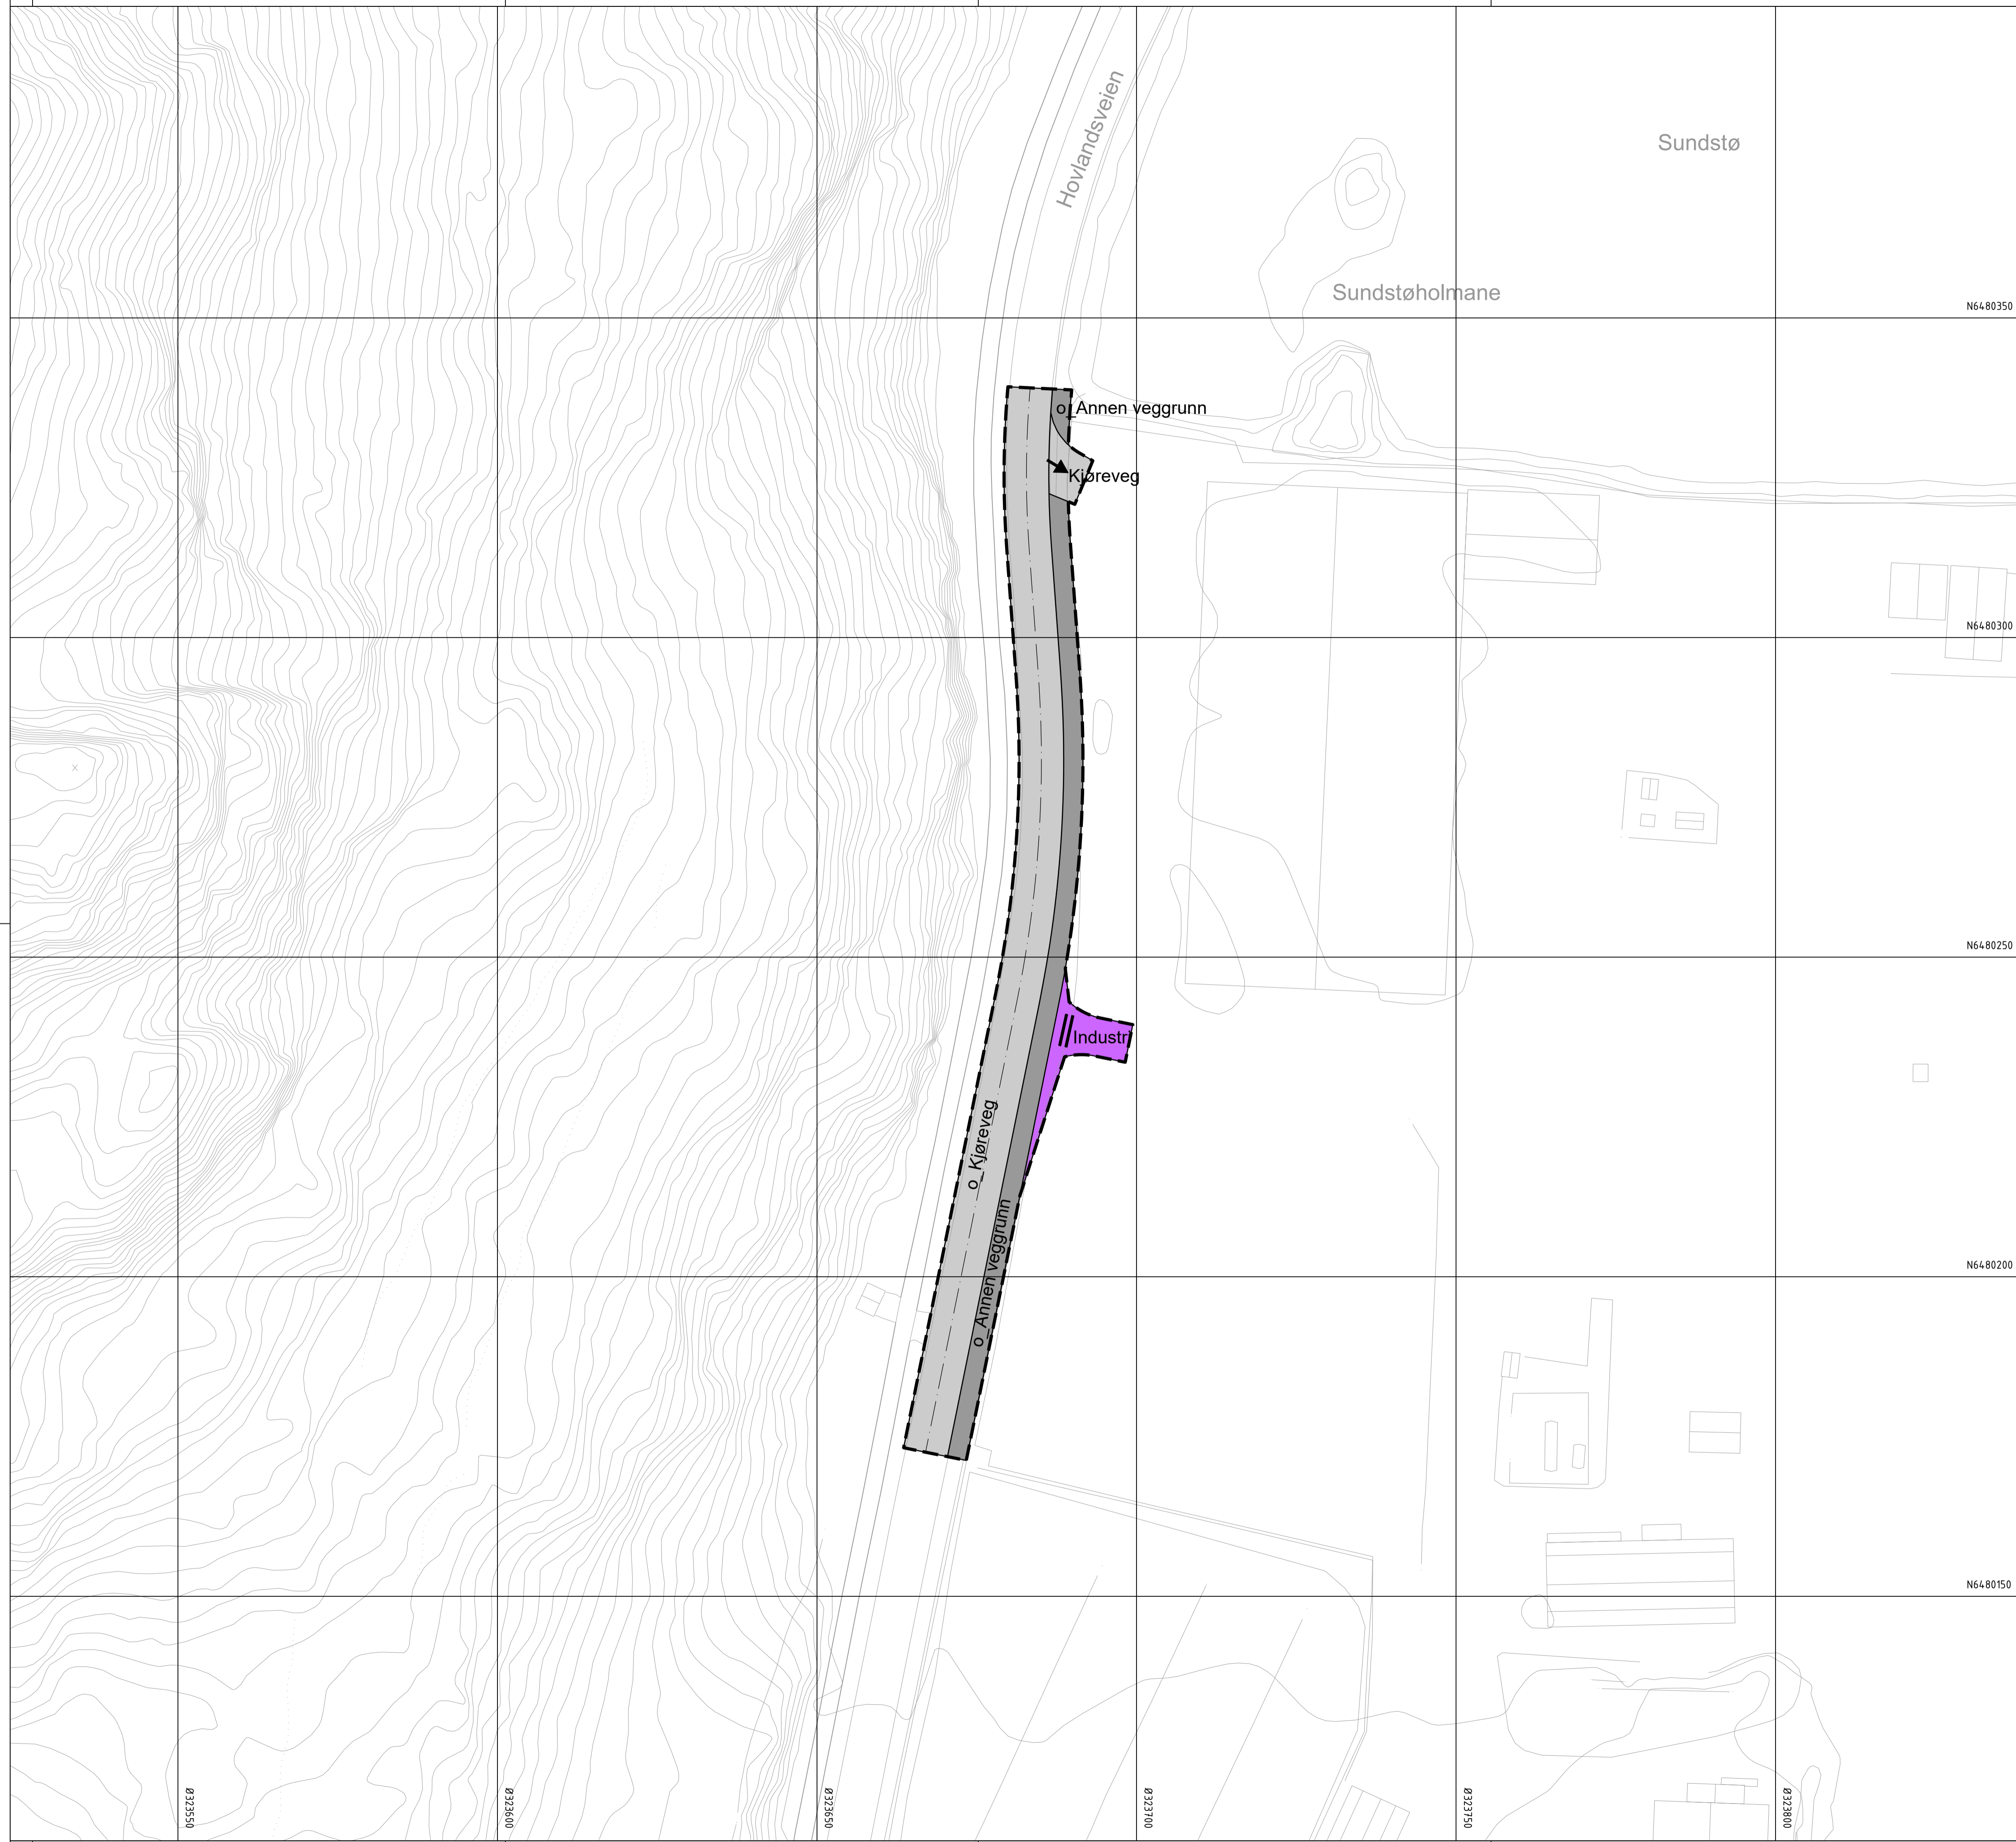 Hovlandsveien
Sundstø
Sundstøholmane
N6480350
o_Annen veggrunn
Kjøreveg
N6480300
N6480250
Industri
o_Kjøreveg
o_Annen veggrunn
N6480200
N6480150
Ø323550
Ø323600
Ø323650
Ø323700
Ø323750
Ø323800